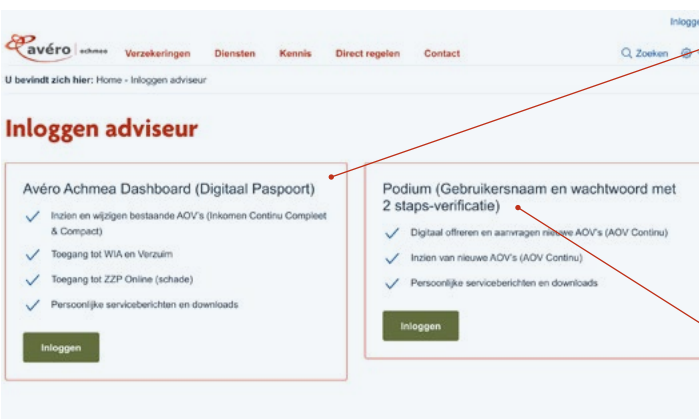 avéro achmea
Verzekeringen Diensten Kennis Direct regelen Contact
Zoeken
U bevindt zich hier: Home - Inloggen adviseur
Inloggen adviseur
Avéro Achmea Dashboard (Digitaal Paspoort)
Inzien en wijzigen bestaande AOV's (Inkomen Continu Compleet
& Compact)
Toegang tot WIA en Verzuim
Toegang tot ZZP Online (schade)
Persoonlijke serviceberichten en downloads
Inloggen
Podium (Gebruikersnaam en wachtwoord met
2 staps-verificatie)
Digitaal offreren en aanvragen nieuwe AOV's (AOV Continu)
Inzien van nieuwe AOV's (AOV Continu)
Persoonlijke serviceberichten en downloads
Inloggen